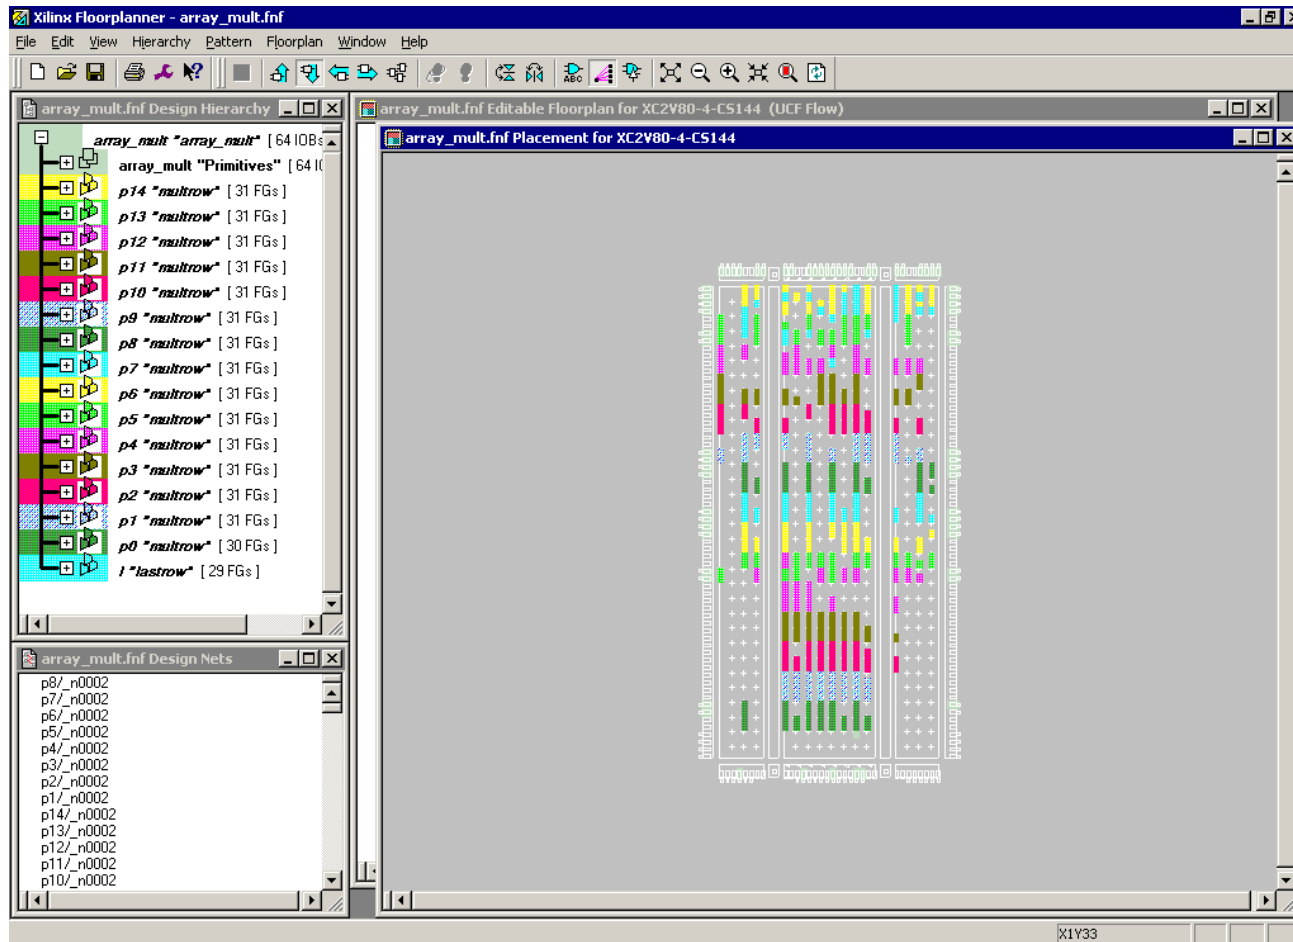 Xilinx Floorplanner - array_mult.fnf
File Edit View Hierarchy Pattern Floorplan Window Help
ABC
array_mult.fnf Design Hierarchy
array_mult "array_mult" [ 64 IOBs
array_mult "Primitives" [ 64 I
p14 "multrow" [ 31 FGs ]
p13 "multrow" [ 31 FGs ]
p12 "multrow" [ 31 FGs ]
p11 "multrow" [ 31 FGs ]
p10 "multrow" [ 31 FGs ]
p9 "multrow" [ 31 FGs ]
p8 "multrow" [ 31 FGs ]
p7 "multrow" [ 31 FGs ]
p6 "multrow" [ 31 FGs ]
p5 "multrow" [ 31 FGs ]
p4 "multrow" [ 31 FGs ]
p3 "multrow" [ 31 FGs ]
p2 "multrow" [ 31 FGs ]
p1 "multrow" [ 31 FGs ]
p0 "multrow" [ 30 FGs ]
l "lastrow" [ 29 FGs ]
array_mult.fnf Design Nets
p8/_n0002
p7/_n0002
p6/_n0002
p5/_n0002
p4/_n0002
p3/_n0002
p2/_n0002
p1/_n0002
p14/_n0002
p13/_n0002
p12/_n0002
p11/_n0002
p10/_n0002
array_mult.fnf Editable Floorplan for XC2V80-4-CS144 (UCF Flow)
array_mult.fnf Placement for XC2V80-4-CS144
X1Y33